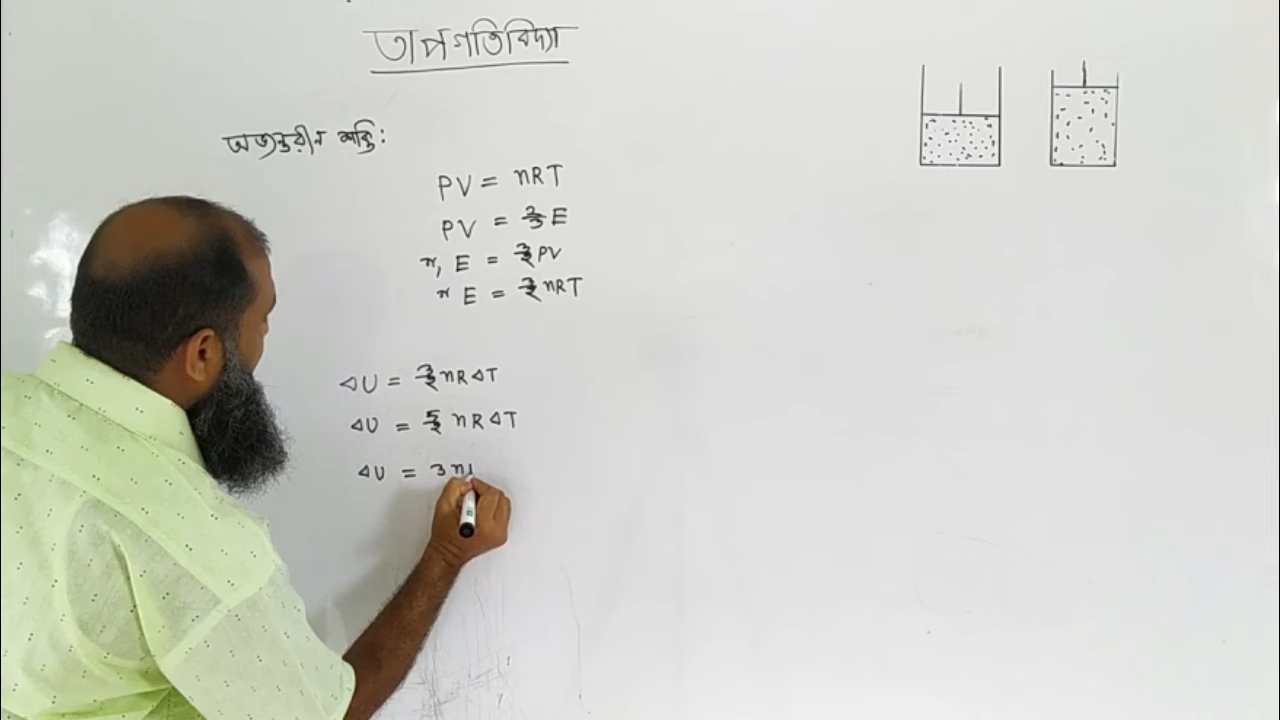 তাপগতিবিদ্যা
অভ্যন্তরীন শক্তি:
PV = nRT
PV = 2/3 E
বা, E = 3/2 PV
বা E = 3/2 nRT
ΔU = 3/2 nRΔT
ΔU = 5/2 nRΔT
ΔU = 3n